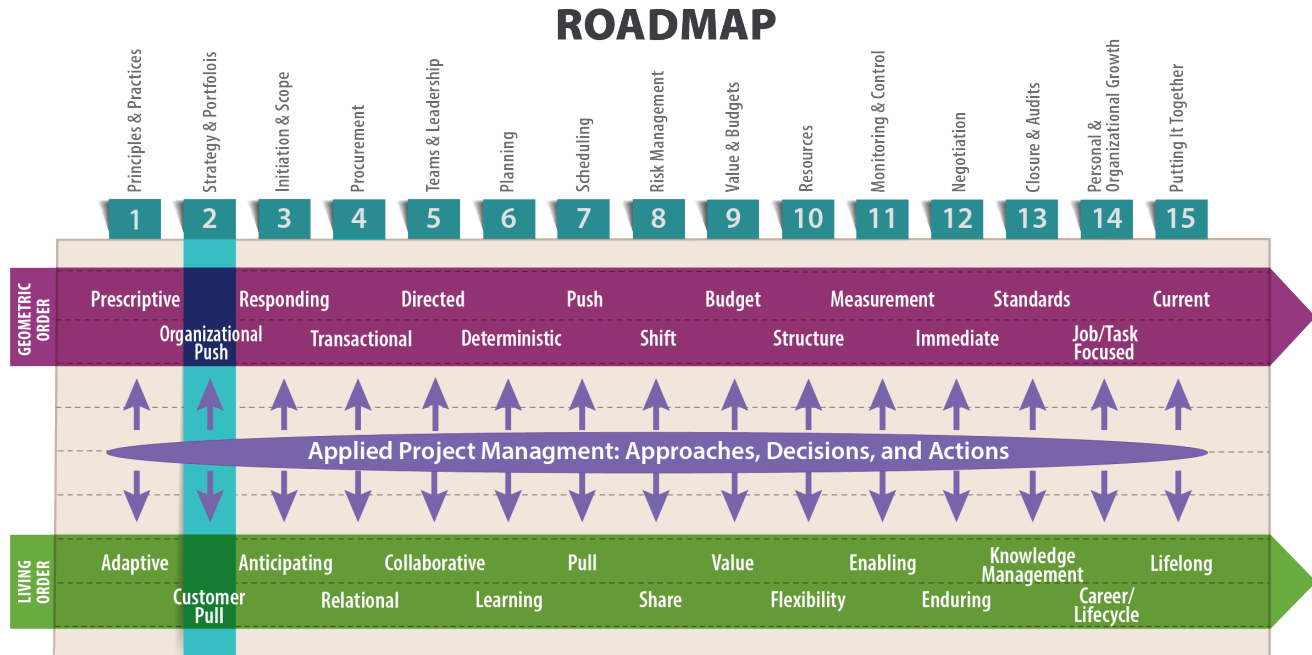 ROADMAP
Principles & Practices
Strategy & Portfolois
Initiation & Scope
Procurement
Teams & Leadership
Planning
Scheduling
Risk Management
Value & Budgets
Resources
Monitoring & Control
Negotiation
Closure & Audits
Personal &
Organizational Growth
Putting It Together
1 2 3 4 5 6 7 8 9 10 11 12 13 14 15
GEOMETRIC
ORDER
Prescriptive Responding Directed Push Budget Measurement Standards Current
Organizational
Push
Transactional Deterministic Shift Structure Immediate
Job/Task
Focused
Applied Project Managment: Approaches, Decisions, and Actions
LIVING
ORDER
Adaptive Anticipating Collaborative Pull Value Enabling
Knowledge
Management
Lifelong
Customer
Pull
Relational Learning Share Flexibility Enduring
Career/
Lifecycle